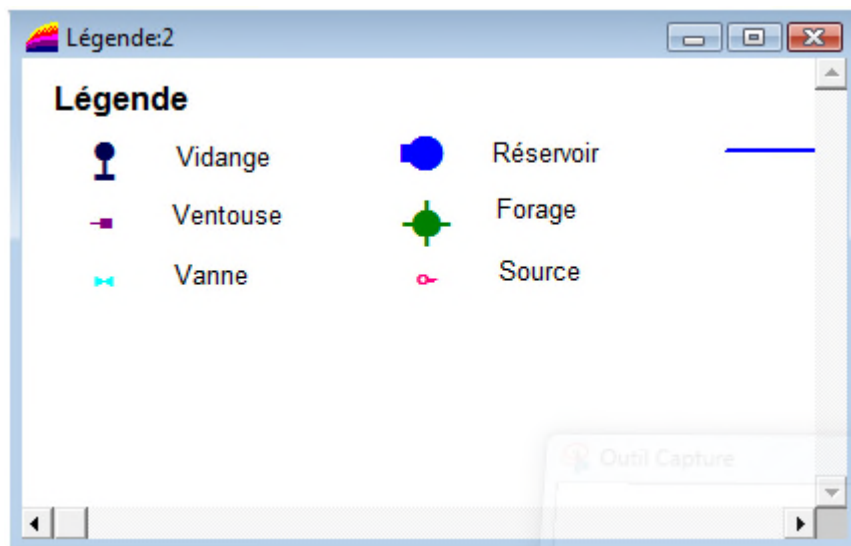 Légende:2
Légende
Vidange Réservoir
Ventouse Forage
Vanne Source
Outil Capture